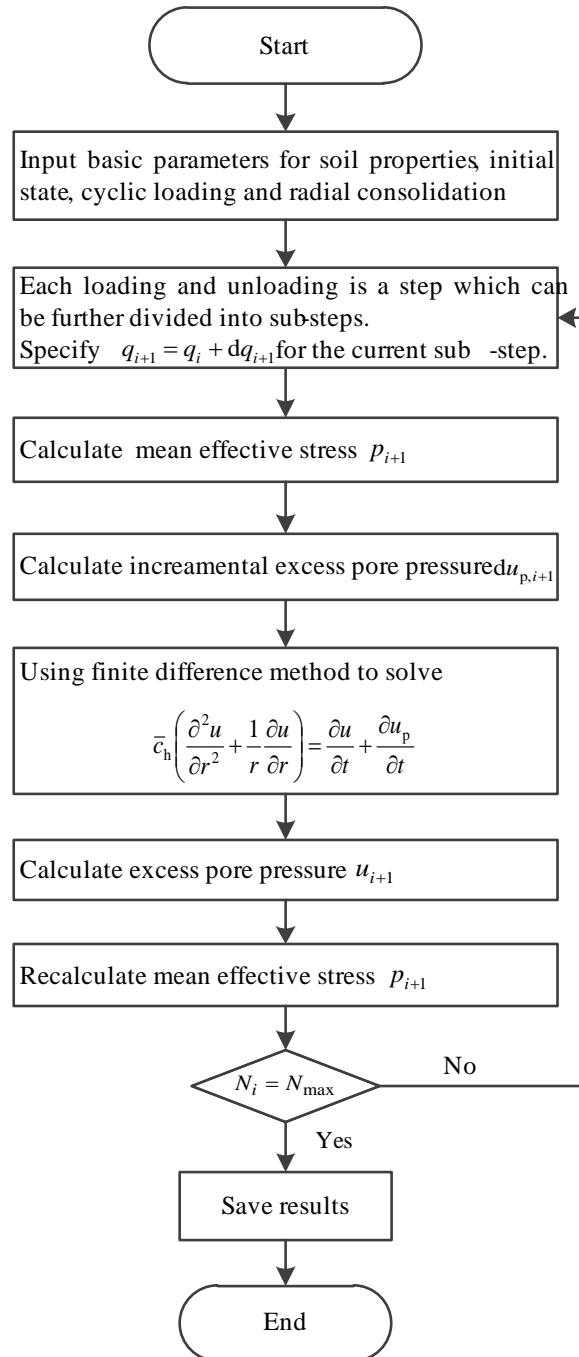 Start
Input basic parameters for soil properties, initial
state, cyclic loading and radial consolidation
Each loading and unloading is a step which can
be further divided into sub-steps.
Specify q_{i+1} = q_i + dq_{i+1} for the current sub -step.
Calculate mean effective stress p_{i+1}
Calculate increamental excess pore pressure du_{p,i+1}
Using finite difference method to solve
\bar{c}_h (∂²u/∂r² + 1/r ∂u/∂r) = ∂u/∂t + ∂u_p/∂t
Calculate excess pore pressure u_{i+1}
Recalculate mean effective stress p_{i+1}
N_i = N_max
No
Yes
Save results
End